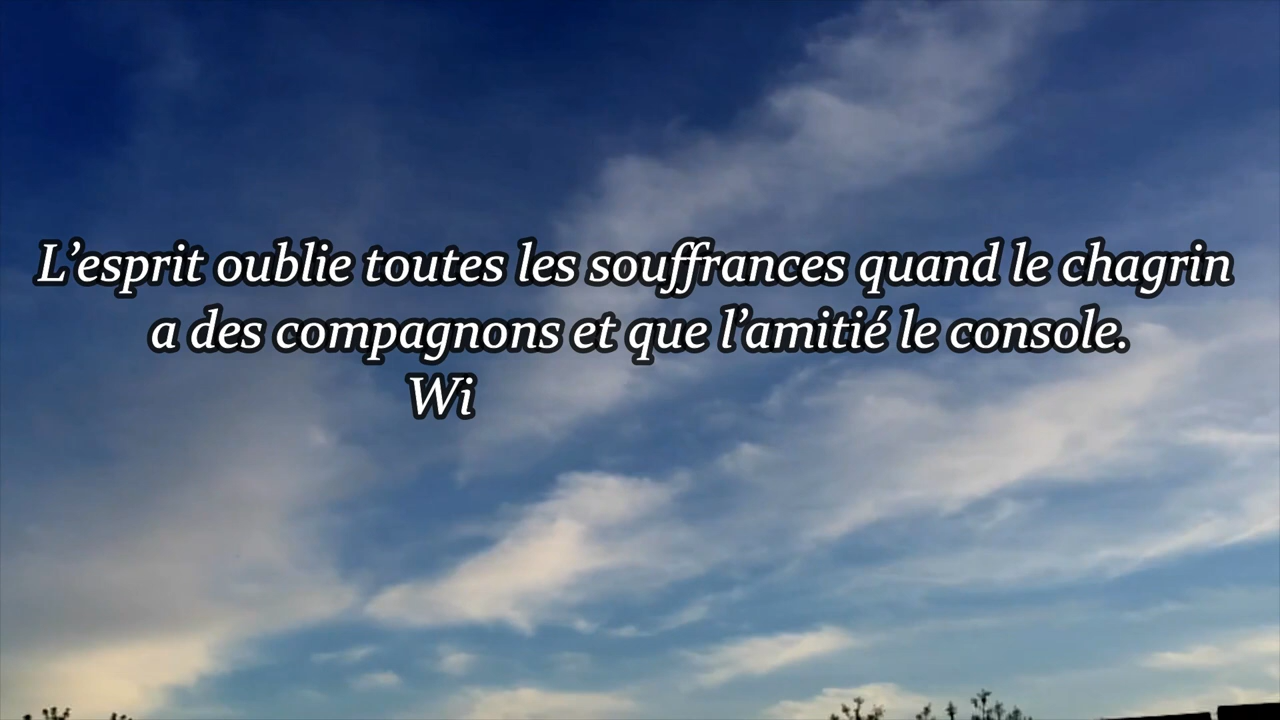 L’esprit oublie toutes les souffrances quand le chagrin
a des compagnons et que l’amitié le console.
Wi